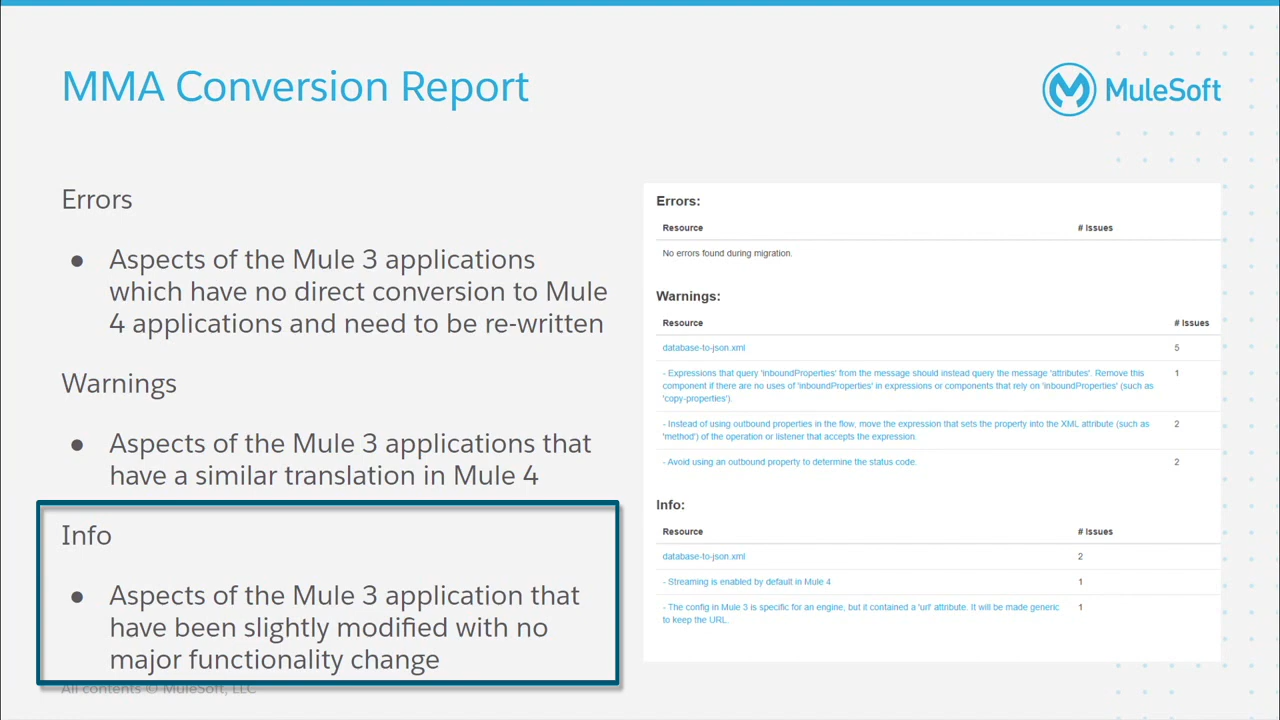 MMA Conversion Report
MuleSoft
Errors
● Aspects of the Mule 3 applications
which have no direct conversion to Mule
4 applications and need to be re-written
Warnings
● Aspects of the Mule 3 applications that
have a similar translation in Mule 4
Info
● Aspects of the Mule 3 application that
have been slightly modified with no
major functionality change
All contents © MuleSoft, LLC
Errors:
Resource # Issues
No errors found during migration.
Warnings:
Resource # Issues
database-to-json.xml 5
- Expressions that query 'inboundProperties' from the message should instead query the message 'attributes'. Remove this 1
component if there are no uses of 'inboundProperties' in expressions or components that rely on 'inboundProperties' (such as
'copy-properties').
- Instead of using outbound properties in the flow, move the expression that sets the property into the XML attribute (such as 2
'method') of the operation or listener that accepts the expression.
- Avoid using an outbound property to determine the status code. 2
Info:
Resource # Issues
database-to-json.xml 2
- Streaming is enabled by default in Mule 4 1
- The config in Mule 3 is specific for an engine, but it contained a 'url' attribute. It will be made generic 1
to keep the URL.